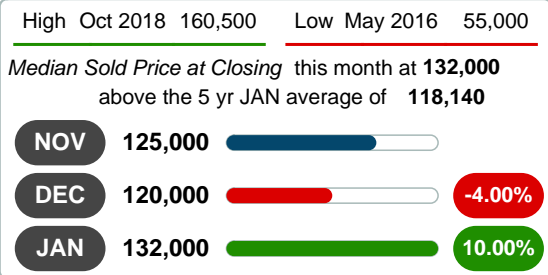 High Oct 2018 160,500 Low May 2016 55,000
Median Sold Price at Closing this month at 132,000
above the 5 yr JAN average of 118,140
NOV 125,000
DEC 120,000 -4.00%
JAN 132,000 10.00%